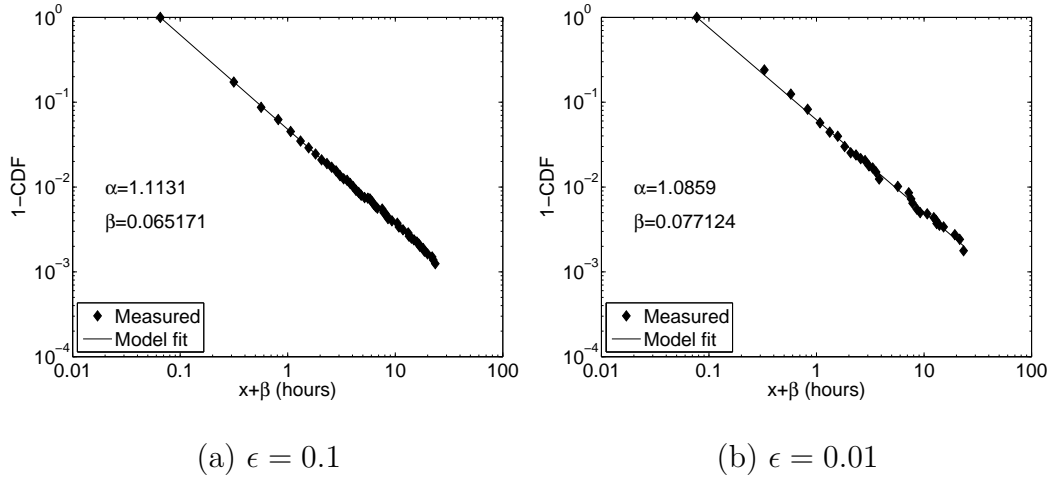 10^0
10^-1
10^-2
10^-3
10^-4
1-CDF
α=1.1131
β=0.065171
Measured
Model fit
0.01 0.1 1 10 100
x+β (hours)
(a) ϵ = 0.1
10^0
10^-1
10^-2
10^-3
10^-4
1-CDF
α=1.0859
β=0.077124
Measured
Model fit
0.01 0.1 1 10 100
x+β (hours)
(b) ϵ = 0.01